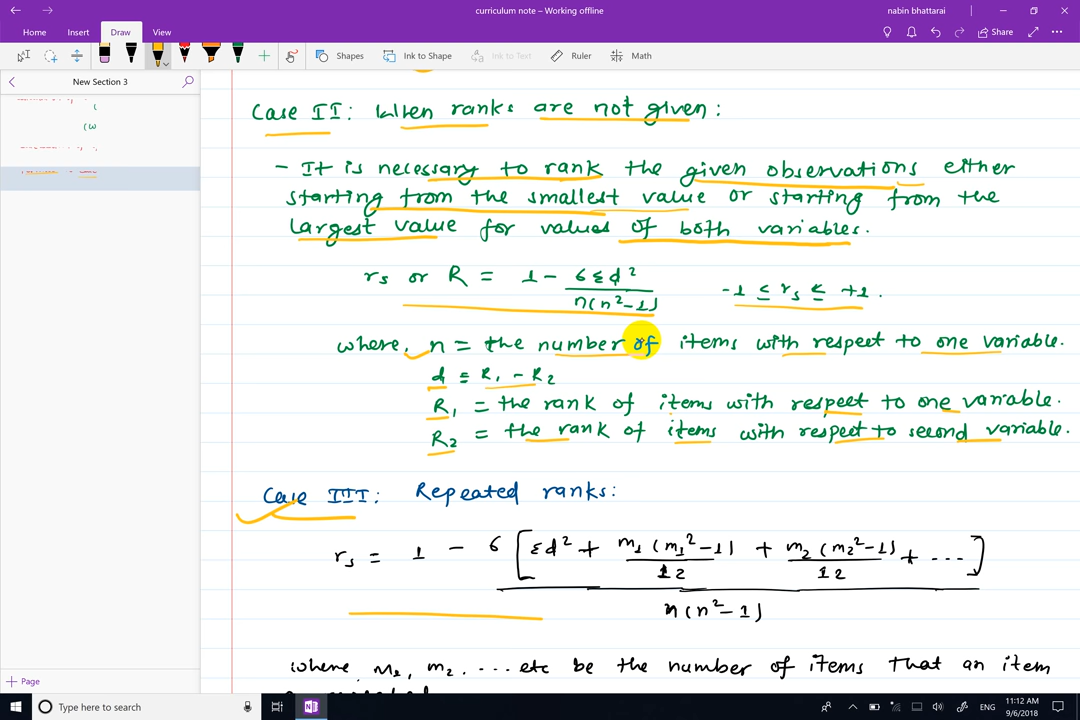 curriculum note – Working offline
nabin bhattarai
Home Insert Draw View
Share
Shapes Ink to Shape Ink to Text Ruler Math
New Section 3
Case II: When ranks are not given:
- It is necessary to rank the given observations either
starting from the smallest value or starting from the
largest value for values of both variables.
rs or R = 1 - 6Σd² / n(n²-1) -1 ≤ rs ≤ +1.
where, n = the number of items with respect to one variable.
d = R₁ - R₂
R₁ = the rank of items with respect to one variable.
R₂ = the rank of items with respect to second variable.
Case III: Repeated ranks:
rs = 1 - 6 [Σd² + m₁(m₁²-1)/12 + m₂(m₂²-1)/12 + ...] / n(n²-1)
where, m₁, m₂. ... etc be the number of items that an item
+ Page
Type here to search
ENG
11:12 AM
9/6/2018